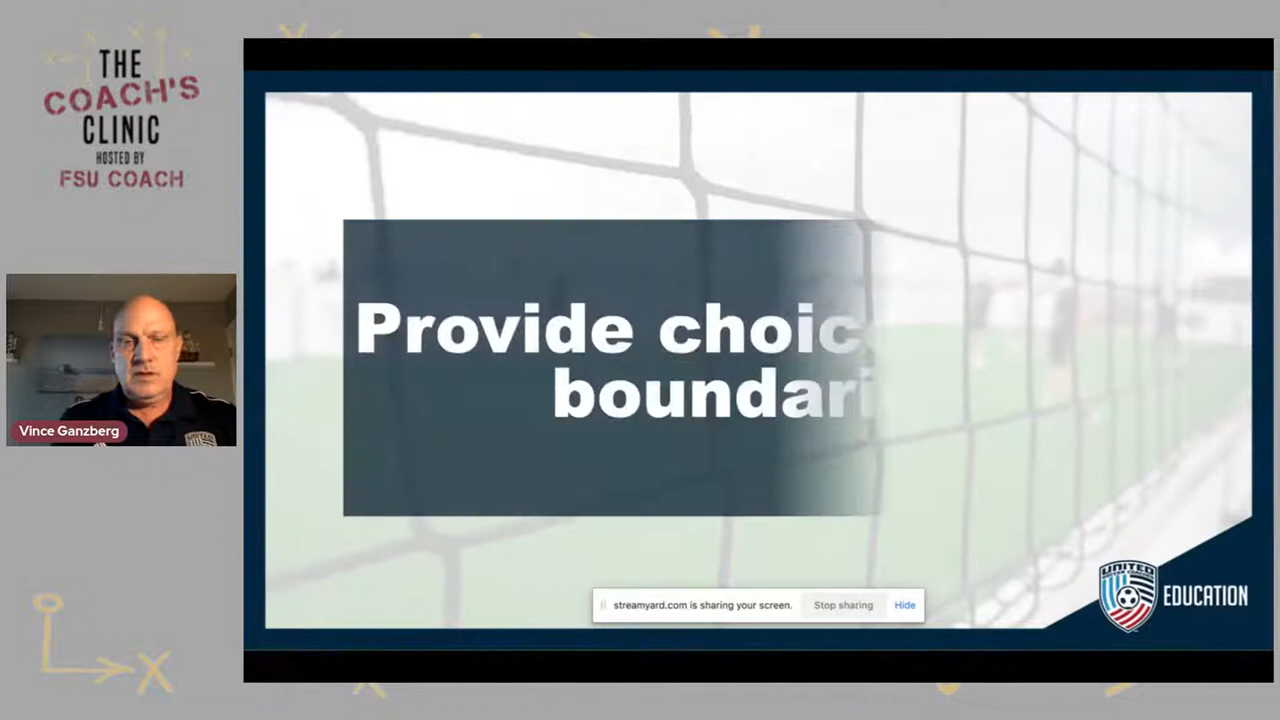 THE
COACH'S
CLINIC
HOSTED BY
FSU COACH
Vince Ganzberg
Provide choic
boundari
streamyard.com is sharing your screen.
Stop sharing
Hide
UNITED
EDUCATION